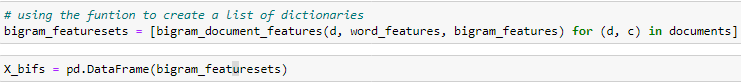 # using the funtion to create a list of dictionaries
bigram_featuresets = [bigram_document_features(d, word_features, bigram_features) for (d, c) in documents]
X_bifs = pd.DataFrame(bigram_featuresets)